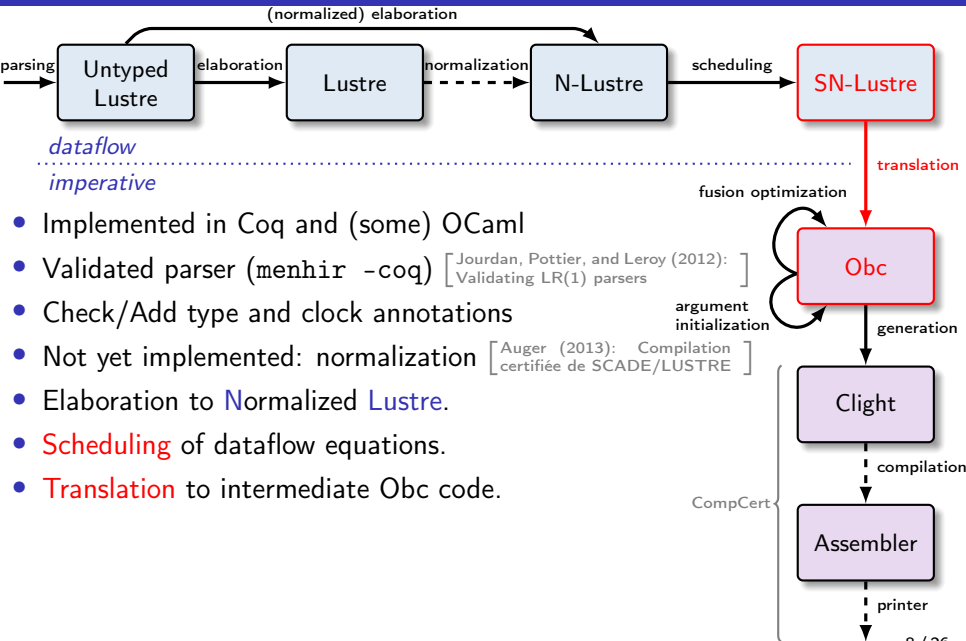 (normalized) elaboration
parsing
Untyped
Lustre
elaboration
Lustre
normalization
N-Lustre
scheduling
SN-Lustre
dataflow
imperative
translation
fusion optimization
Obc
argument
initialization
generation
• Implemented in Coq and (some) OCaml
• Validated parser (menhir -coq) [Jourdan, Pottier, and Leroy (2012):
Validating LR(1) parsers]
• Check/Add type and clock annotations
• Not yet implemented: normalization [Auger (2013): Compilation
certifiée de SCADE/LUSTRE]
• Elaboration to Normalized Lustre.
• Scheduling of dataflow equations.
• Translation to intermediate Obc code.
Clight
compilation
CompCert
Assembler
printer